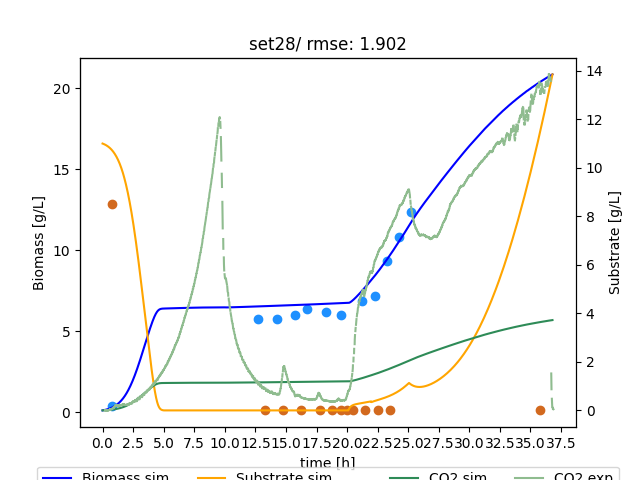 set28/ rmse: 1.902
20
15
10
5
0
Biomass [g/L]
14
12
10
8
6
4
2
0
Substrate [g/L]
0.0 2.5 5.0 7.5 10.0 12.5 15.0 17.5 20.0 22.5 25.0 27.5 30.0 32.5 35.0 37.5
time [h]
Biomass sim Substrate sim CO2 sim CO2 exp